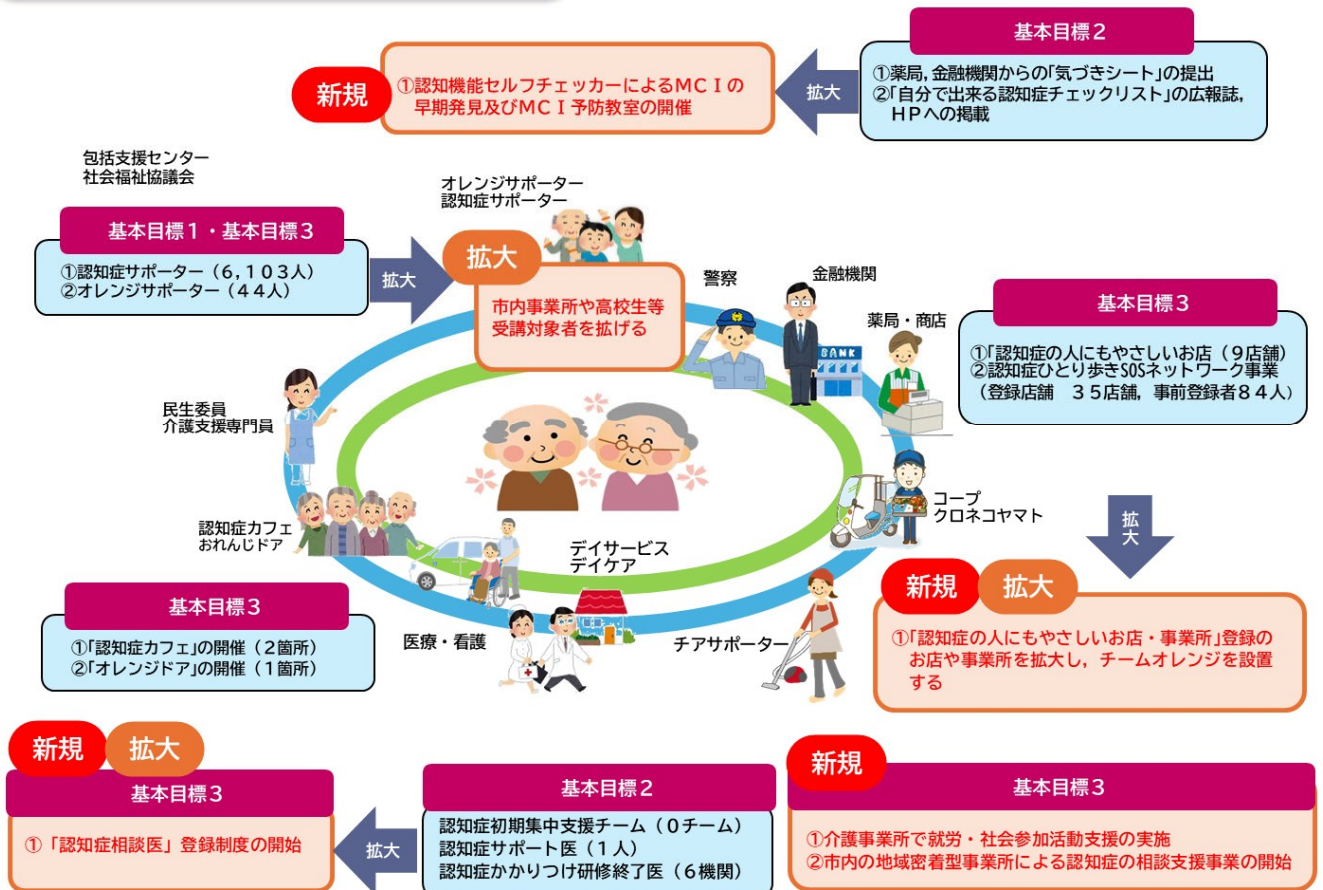 基本目標2
①薬局，金融機関からの「気づきシート」の提出
②「自分で出来る認知症チェックリスト」の広報誌，
HPへの掲載
拡大
新規
①認知機能セルフチェッカーによるMCIの
早期発見及びMCI予防教室の開催
包括支援センター
社会福祉協議会
基本目標1・基本目標3
①認知症サポーター（6,103人）
②オレンジサポーター（44人）
拡大
オレンジサポーター
認知症サポーター
拡大
市内事業所や高校生等
受講対象者を拡げる
警察
金融機関
BANK
薬局・商店
基本目標3
①「認知症の人にもやさしいお店（9店舗）
②認知症ひとり歩きSOSネットワーク事業
（登録店舗　35店舗，事前登録者84人）
民生委員
介護支援専門員
コープ
クロネコヤマト
拡大
認知症カフェ
おれんじドア
デイサービス
デイケア
新規
拡大
①「認知症の人にもやさしいお店・事業所」登録の
お店や事業所を拡大し，チームオレンジを設置
する
基本目標3
①「認知症カフェ」の開催（2箇所）
②「オレンジドア」の開催（1箇所）
医療・看護
チアサポーター
新規
拡大
基本目標3
①「認知症相談医」登録制度の開始
拡大
基本目標2
認知症初期集中支援チーム（0チーム）
認知症サポート医（1人）
認知症かかりつけ研修終了医（6機関）
新規
基本目標3
①介護事業所で就労・社会参加活動支援の実施
②市内の地域密着型事業所による認知症の相談支援事業の開始